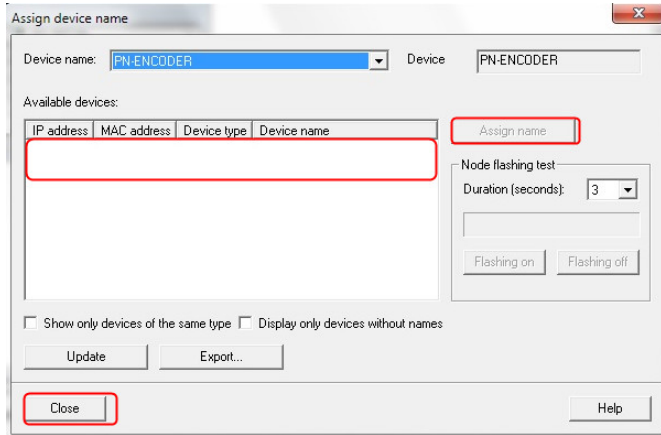 Assign device name
Device name: PN-ENCODER Device PN-ENCODER
Available devices:
IP address MAC address Device type Device name
Assign name
Node flashing test
Duration (seconds): 3
Flashing on Flashing off
Show only devices of the same type Display only devices without names
Update Export...
Close Help